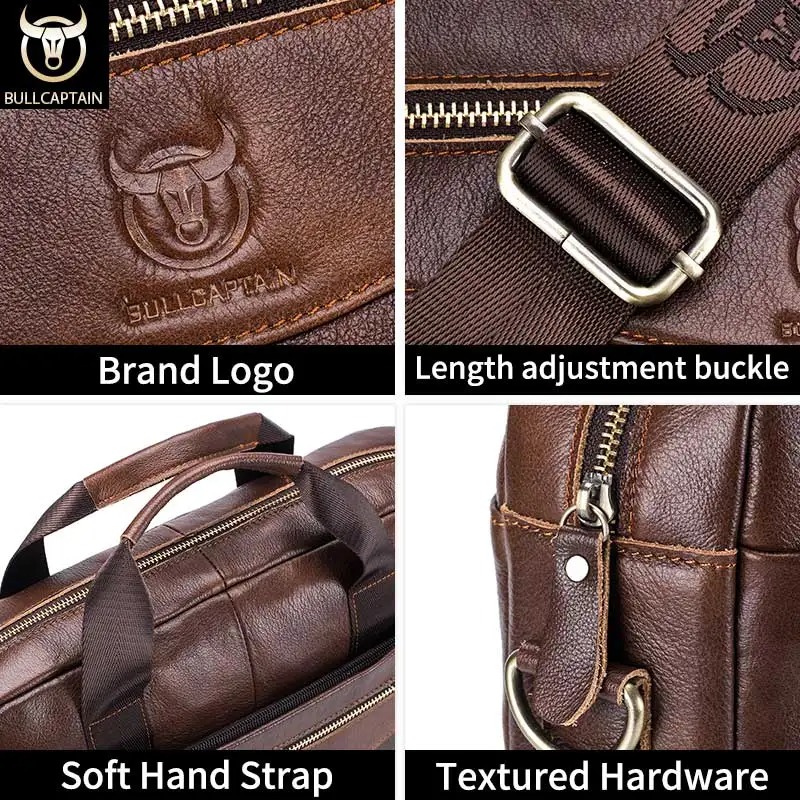 BULLCAPTAIN
BULLCAPTAIN
Brand Logo
Length adjustment buckle
Soft Hand Strap
Textured Hardware